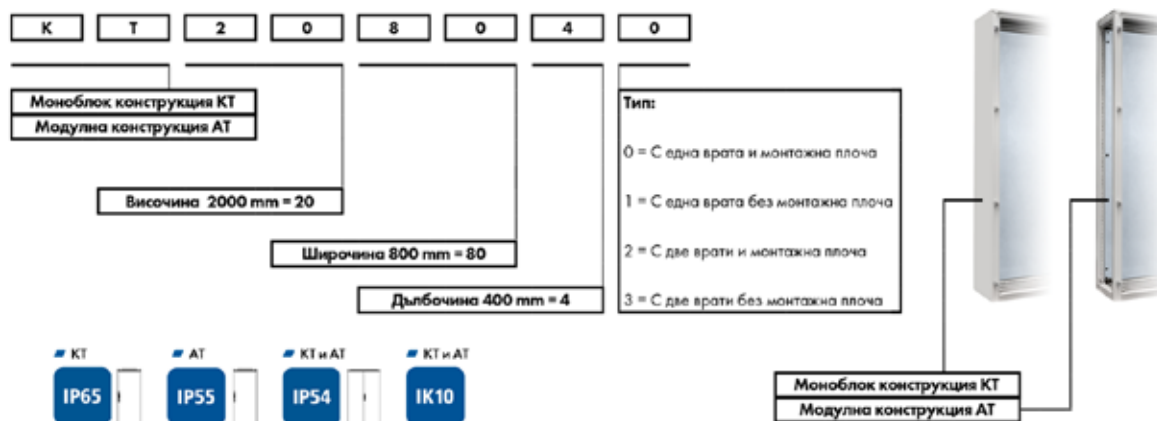 К Т 2 0 8 0 4 0
Моноблок конструкция КТ
Модулна конструкция АТ
Височина 2000 mm = 20
Широчина 800 mm = 80
Дълбочина 400 mm = 4
Тип:
0 = С една врата и монтажна плоча
1 = С една врата без монтажна плоча
2 = С две врати и монтажна плоча
3 = С две врати без монтажна плоча
КТ
АТ
КТ и АТ
КТ и АТ
IP65
IP55
IP54
IK10
Моноблок конструкция КТ
Модулна конструкция АТ